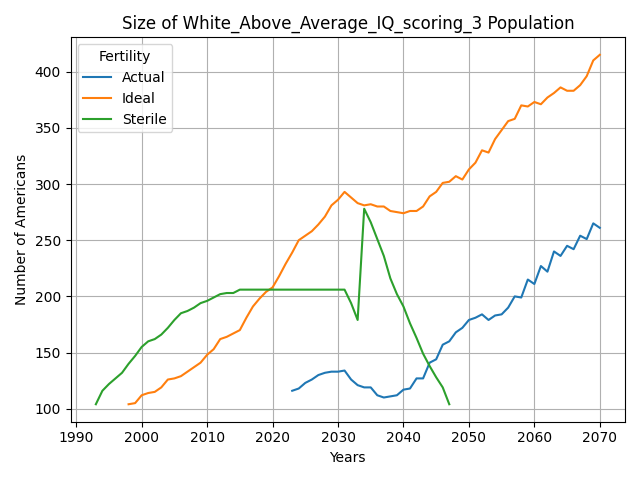 Size of White_Above_Average_IQ_scoring_3 Population
Fertility
Actual
Ideal
Sterile
Number of Americans
400
350
300
250
200
150
100
1990 2000 2010 2020 2030 2040 2050 2060 2070
Years